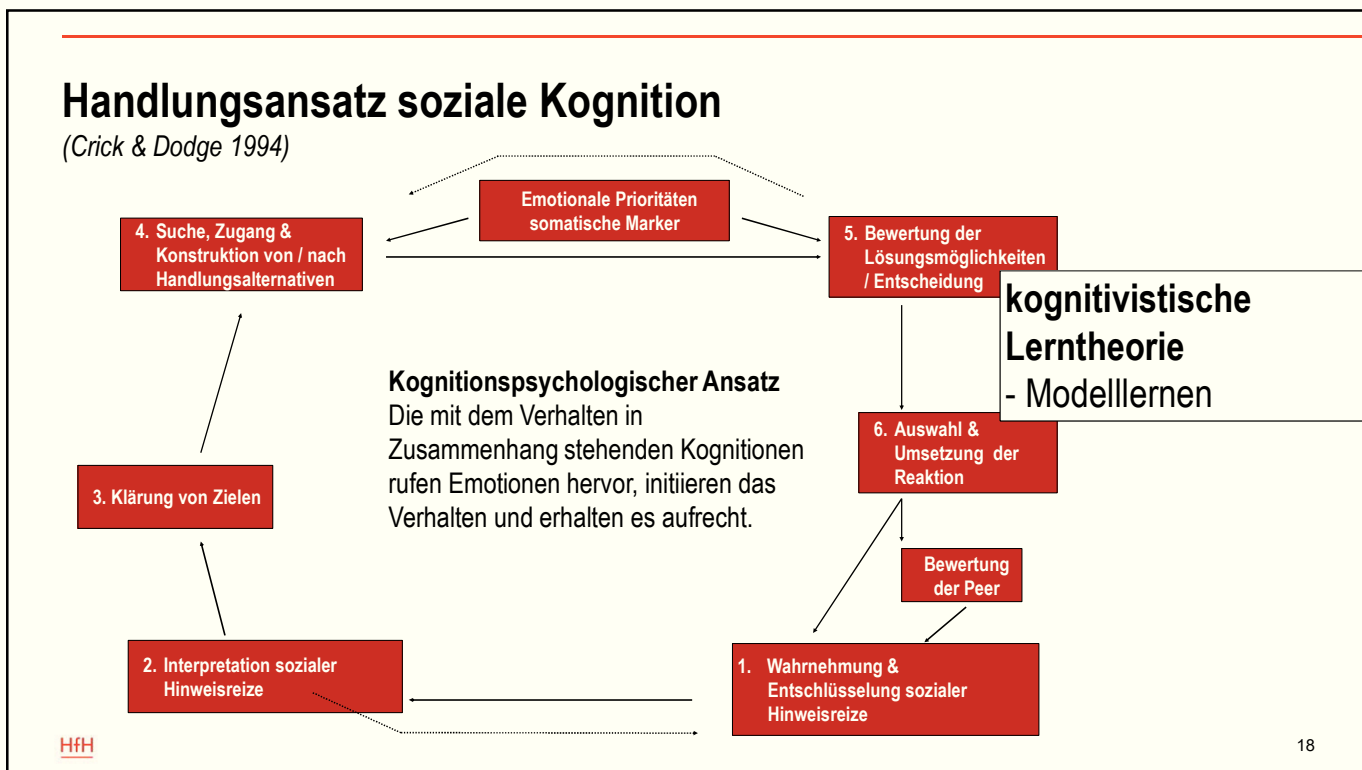 Handlungsansatz soziale Kognition
(Crick & Dodge 1994)
Emotionale Prioritäten
somatische Marker
4. Suche, Zugang &
Konstruktion von / nach
Handlungsalternativen
5. Bewertung der
Lösungsmöglichkeiten
/ Entscheidung
kognitivistische
Lerntheorie
- Modelllernen
Kognitionspsychologischer Ansatz
Die mit dem Verhalten in
Zusammenhang stehenden Kognitionen
rufen Emotionen hervor, initiieren das
Verhalten und erhalten es aufrecht.
6. Auswahl &
Umsetzung der
Reaktion
3. Klärung von Zielen
Bewertung
der Peer
2. Interpretation sozialer
Hinweisreize
1. Wahrnehmung &
Entschlüsselung sozialer
Hinweisreize
HfH
18